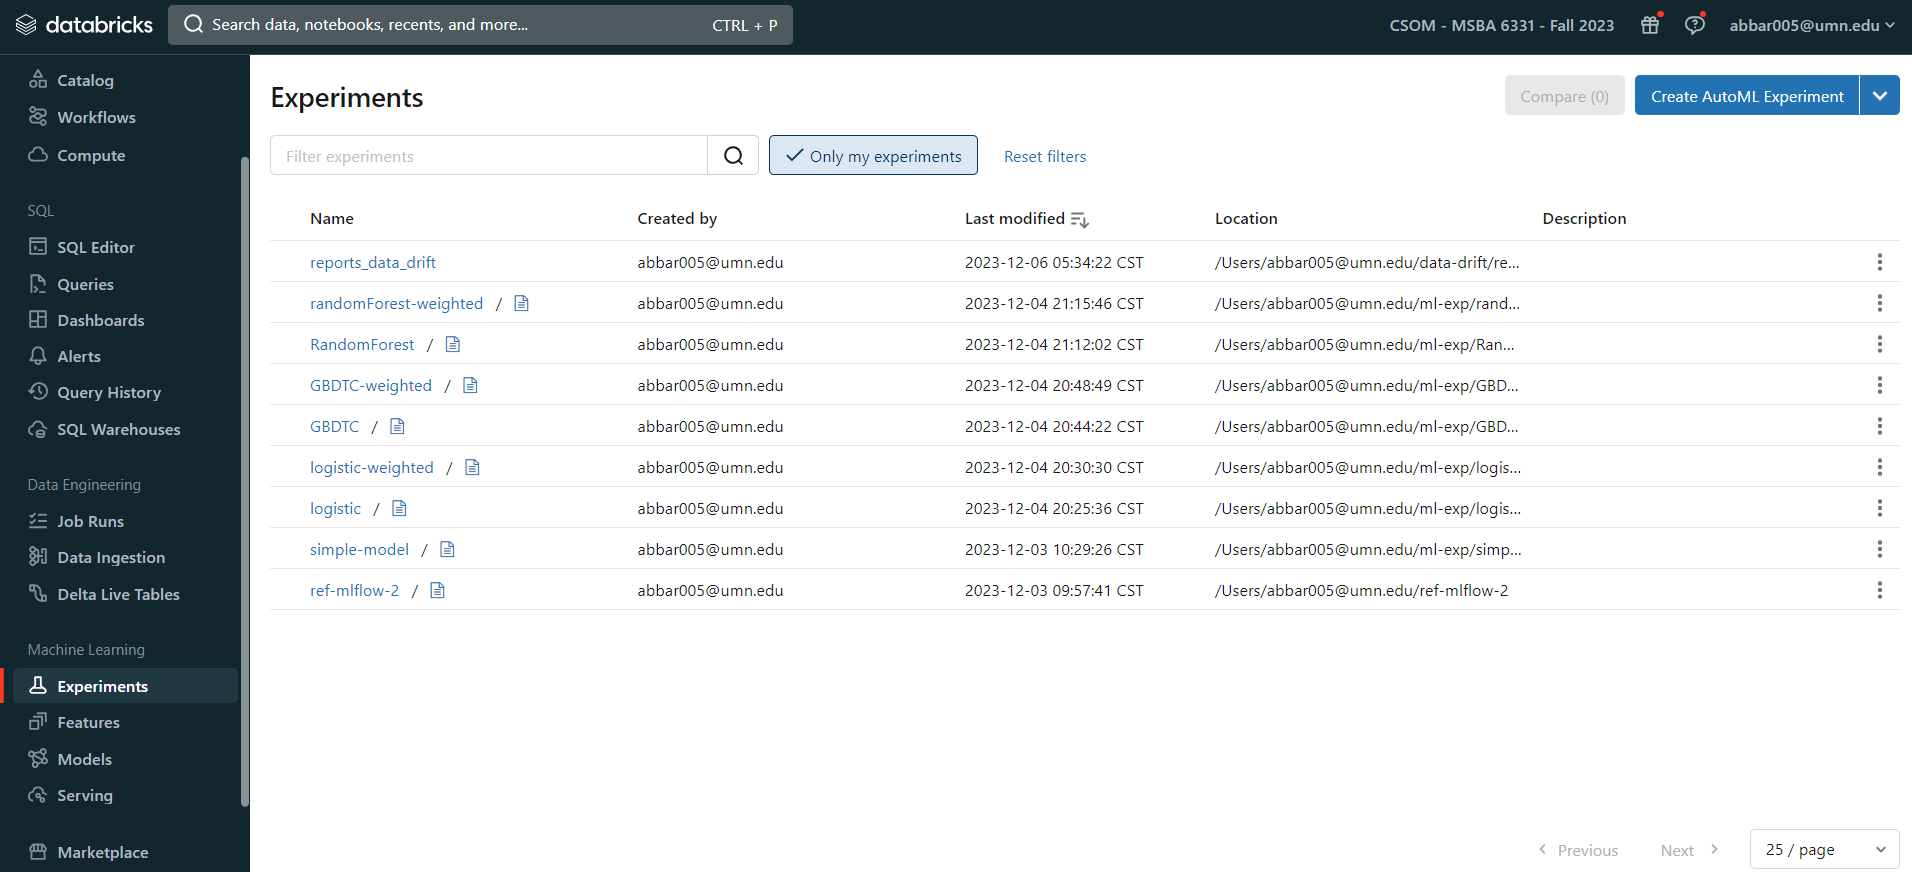 databricks
Search data, notebooks, recents, and more...
CTRL + P
CSOM - MSBA 6331 - Fall 2023
abbar005@umn.edu
Catalog
Workflows
Compute
SQL
SQL Editor
Queries
Dashboards
Alerts
Query History
SQL Warehouses
Data Engineering
Job Runs
Data Ingestion
Delta Live Tables
Machine Learning
Experiments
Features
Models
Serving
Marketplace
Experiments
Compare (0)
Create AutoML Experiment
Filter experiments
Only my experiments
Reset filters
Name Created by Last modified Location Description
reports_data_drift abbar005@umn.edu 2023-12-06 05:34:22 CST /Users/abbar005@umn.edu/data-drift/re...
randomForest-weighted / abbar005@umn.edu 2023-12-04 21:15:46 CST /Users/abbar005@umn.edu/ml-exp/rand...
RandomForest / abbar005@umn.edu 2023-12-04 21:12:02 CST /Users/abbar005@umn.edu/ml-exp/Ran...
GBDTC-weighted / abbar005@umn.edu 2023-12-04 20:48:49 CST /Users/abbar005@umn.edu/ml-exp/GBD...
GBDTC / abbar005@umn.edu 2023-12-04 20:44:22 CST /Users/abbar005@umn.edu/ml-exp/GBD...
logistic-weighted / abbar005@umn.edu 2023-12-04 20:30:30 CST /Users/abbar005@umn.edu/ml-exp/logis...
logistic / abbar005@umn.edu 2023-12-04 20:25:36 CST /Users/abbar005@umn.edu/ml-exp/logis...
simple-model / abbar005@umn.edu 2023-12-03 10:29:26 CST /Users/abbar005@umn.edu/ml-exp/simp...
ref-mlflow-2 / abbar005@umn.edu 2023-12-03 09:57:41 CST /Users/abbar005@umn.edu/ref-mlflow-2
Previous Next 25 / page